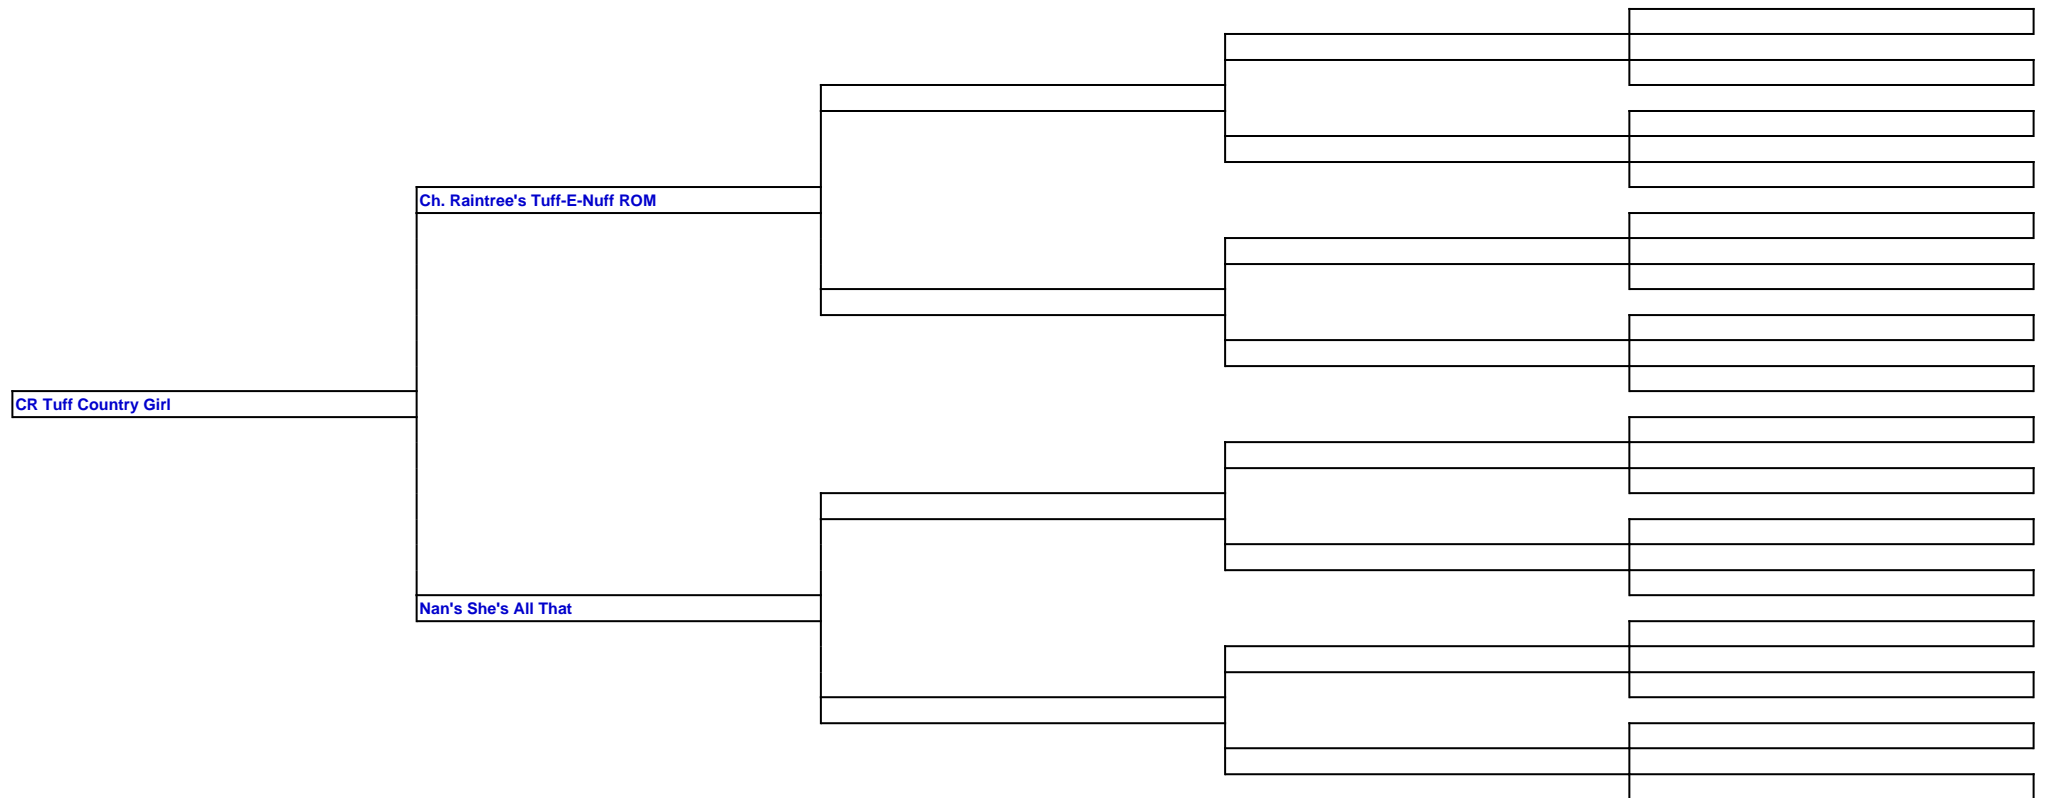 Ch. Raintree's Tuff-E-Nuff ROM
CR Tuff Country Girl
Nan's She's All That